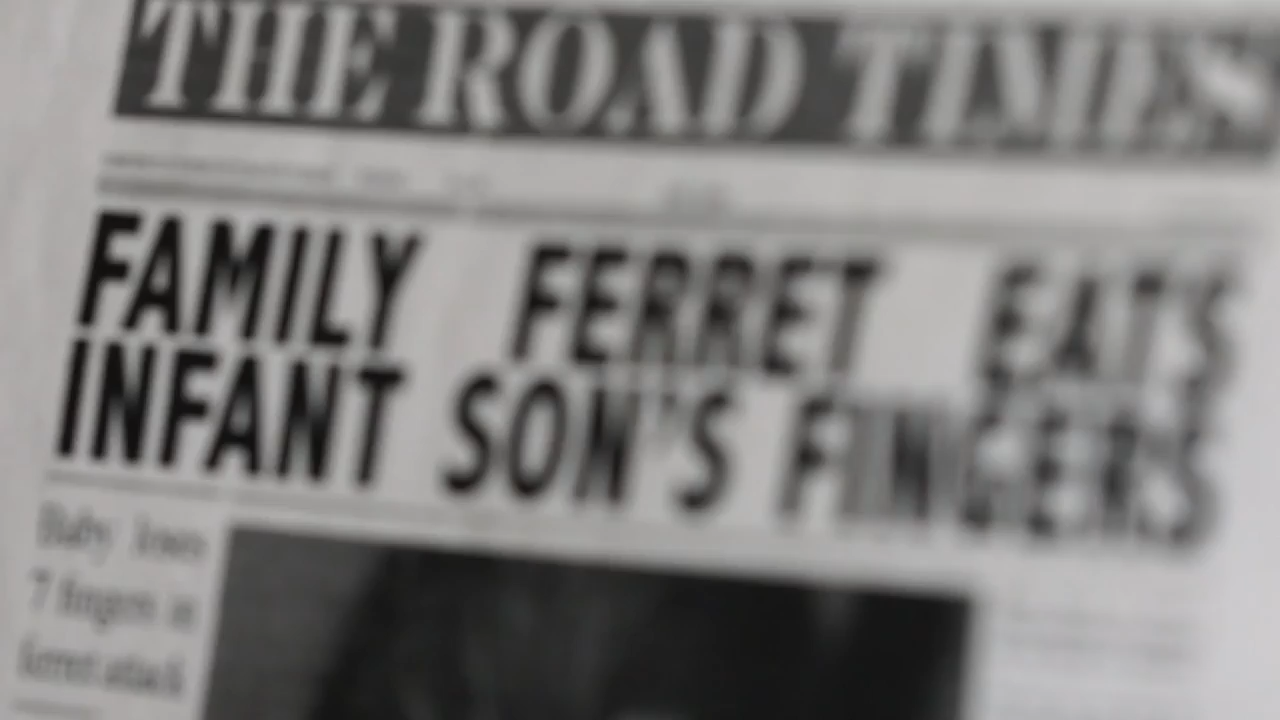 THE ROAD TIMES
FAMILY FERRET EATS
INFANT SON'S FINGERS
Baby loses
7 fingers in
ferret attack